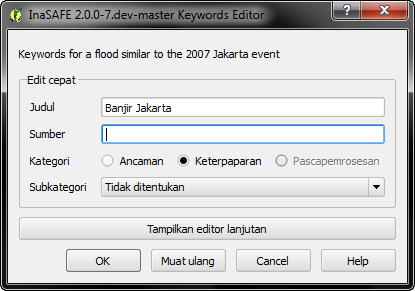 InaSAFE 2.0.0-7.dev-master Keywords Editor
Keywords for a flood similar to the 2007 Jakarta event
Edit cepat
Judul Banjir Jakarta
Sumber
Kategori Ancaman Keterpaparan Pascapemrosesan
Subkategori Tidak ditentukan
Tampilkan editor lanjutan
OK Muat ulang Cancel Help